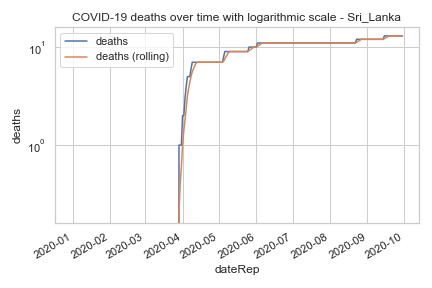 COVID-19 deaths over time with logarithmic scale - Sri_Lanka
deaths
deaths (rolling)
10¹
10⁰
deaths
2020-01
2020-02
2020-03
2020-04
2020-05
2020-06
2020-07
2020-08
2020-09
2020-10
dateRep